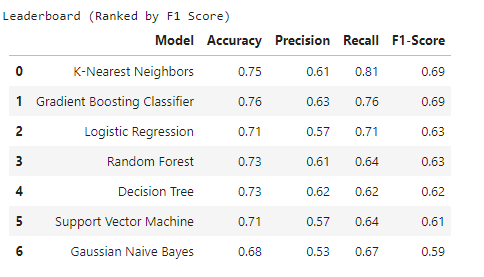 Leaderboard (Ranked by F1 Score)
Model Accuracy Precision Recall F1-Score
0 K-Nearest Neighbors 0.75 0.61 0.81 0.69
1 Gradient Boosting Classifier 0.76 0.63 0.76 0.69
2 Logistic Regression 0.71 0.57 0.71 0.63
3 Random Forest 0.73 0.61 0.64 0.63
4 Decision Tree 0.73 0.62 0.62 0.62
5 Support Vector Machine 0.71 0.57 0.64 0.61
6 Gaussian Naive Bayes 0.68 0.53 0.67 0.59